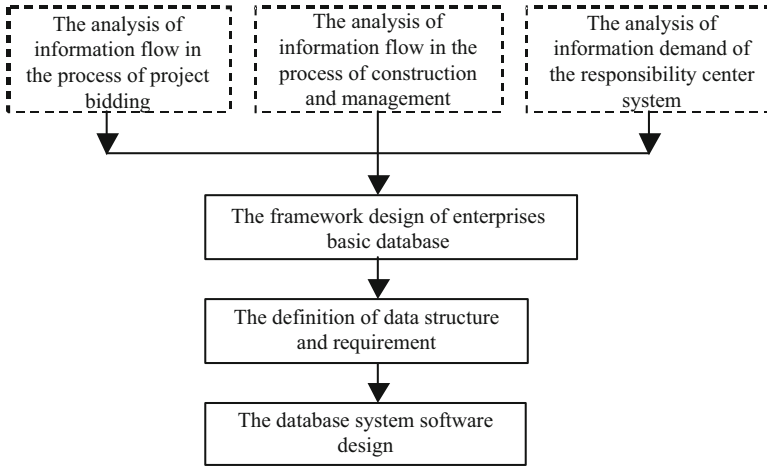 The analysis of
information flow in
the process of project
bidding
The analysis of
information flow in the
process of construction
and management
The analysis of
information demand of
the responsibility center
system
The framework design of enterprises
basic database
The definition of data structure
and requirement
The database system software
design